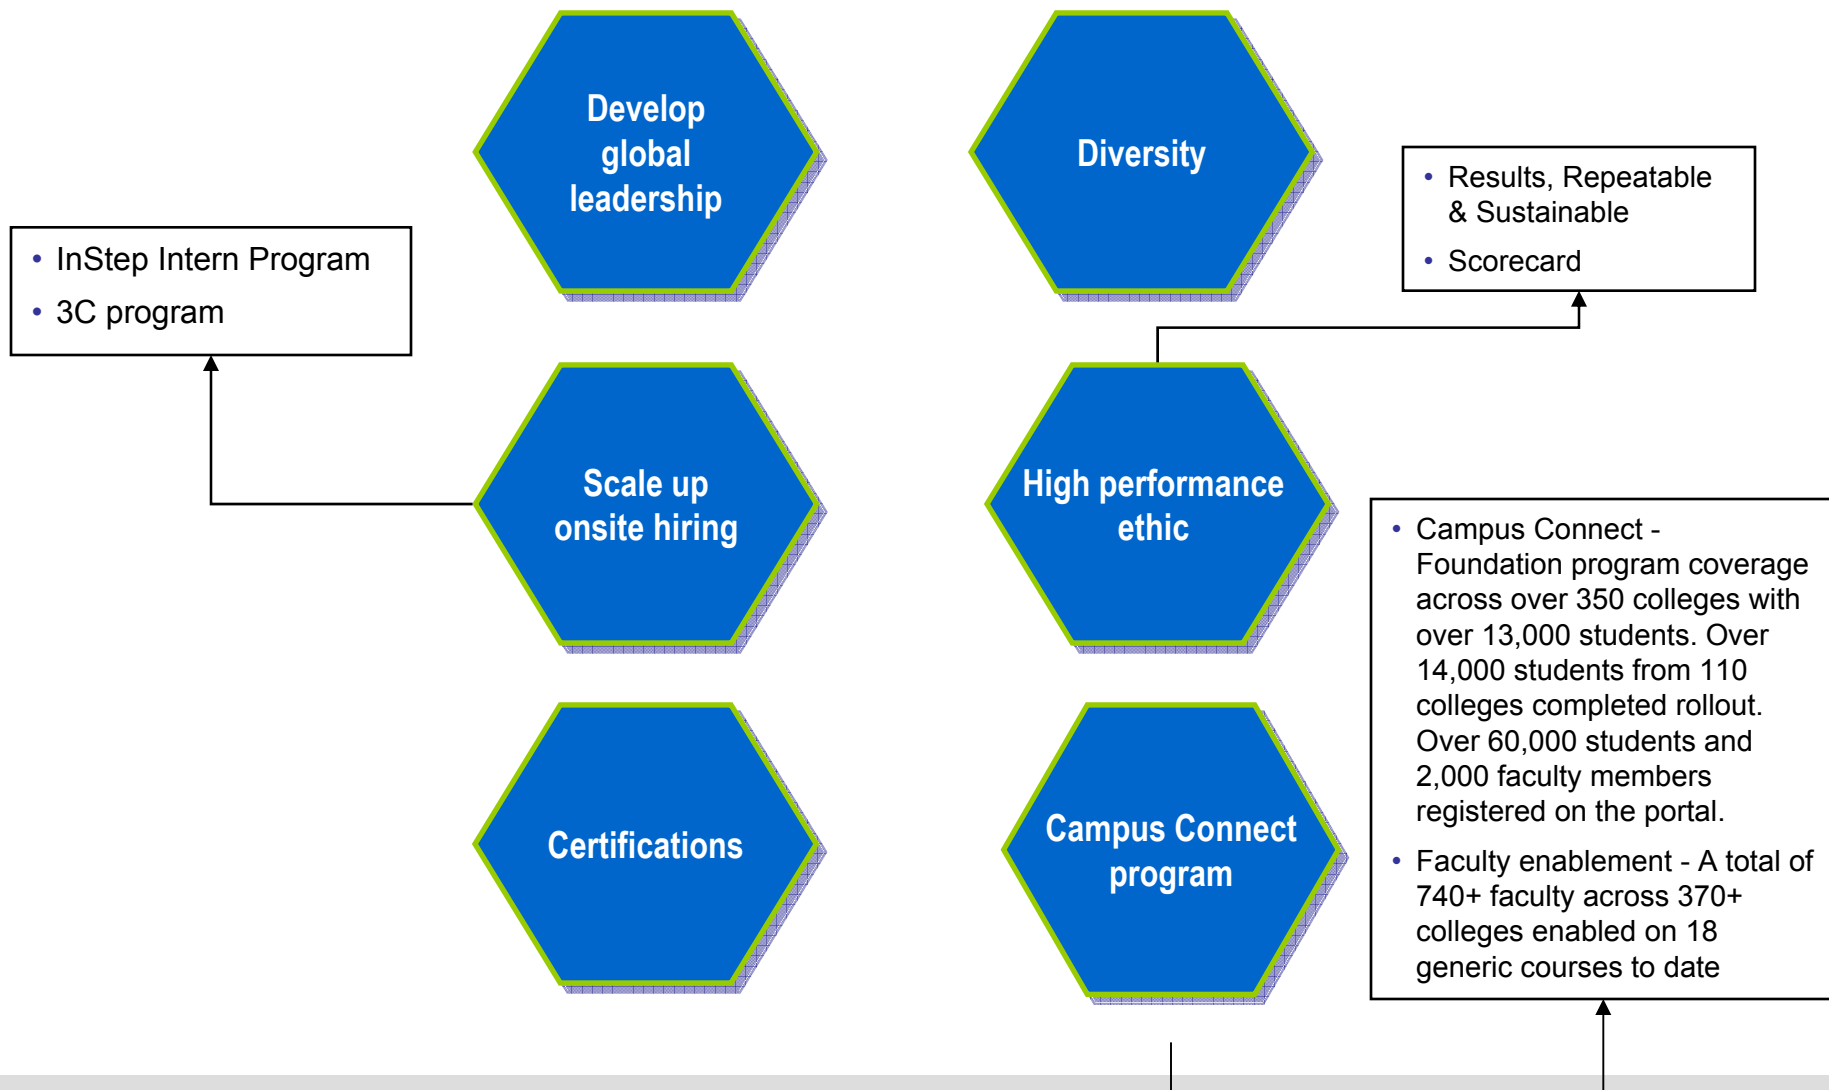 Develop
global
leadership
Diversity
• Results, Repeatable
& Sustainable
• Scorecard
• InStep Intern Program
• 3C program
Scale up
onsite hiring
High performance
ethic
• Campus Connect -
Foundation program coverage
across over 350 colleges with
over 13,000 students. Over
14,000 students from 110
colleges completed rollout.
Over 60,000 students and
2,000 faculty members
registered on the portal.
• Faculty enablement - A total of
740+ faculty across 370+
colleges enabled on 18
generic courses to date
Certifications
Campus Connect
program